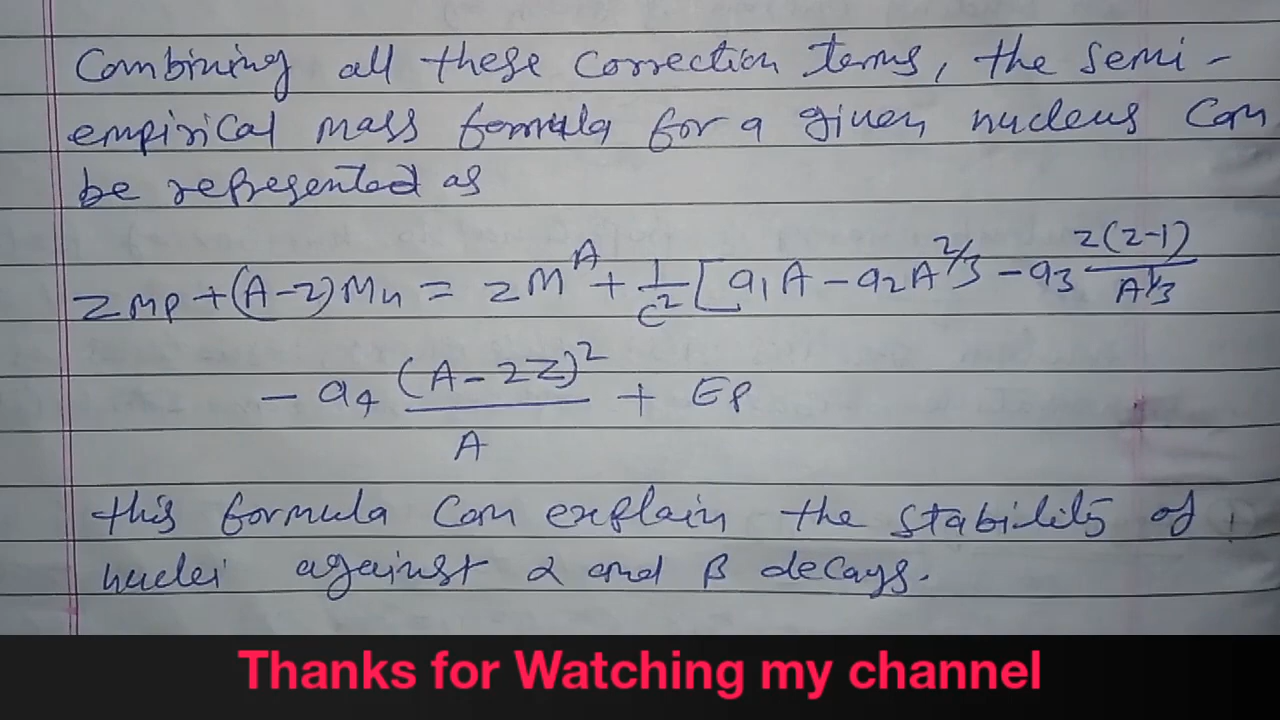 Combining all these correction terms, the semi-
empirical mass formula for a given nucleus can
be represented as
ZMp + (A-Z)Mn = ZM^A + 1/c² [a₁A - a₂A^2/3 - a₃ Z(Z-1)/A^1/3
- a₄ (A-2Z)²/A + Ep
this formula can explain the stability of
nuclei against α and β decays.
Thanks for Watching my channel